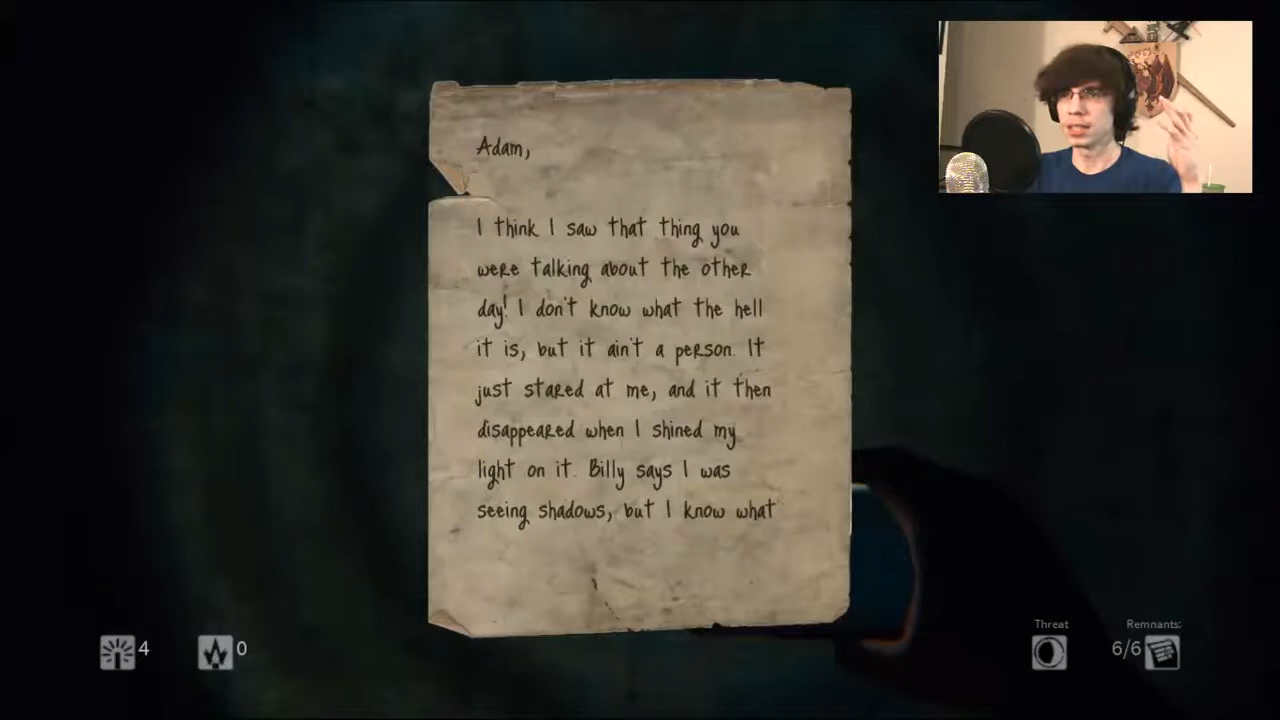 Adam,
I think I saw that thing you
were talking about the other
day! I don't know what the hell
it is, but it ain't a person. It
just stared at me, and it then
disappeared when I shined my
light on it. Billy says I was
seeing shadows, but I know what
4
0
Threat
Remnants:
6/6